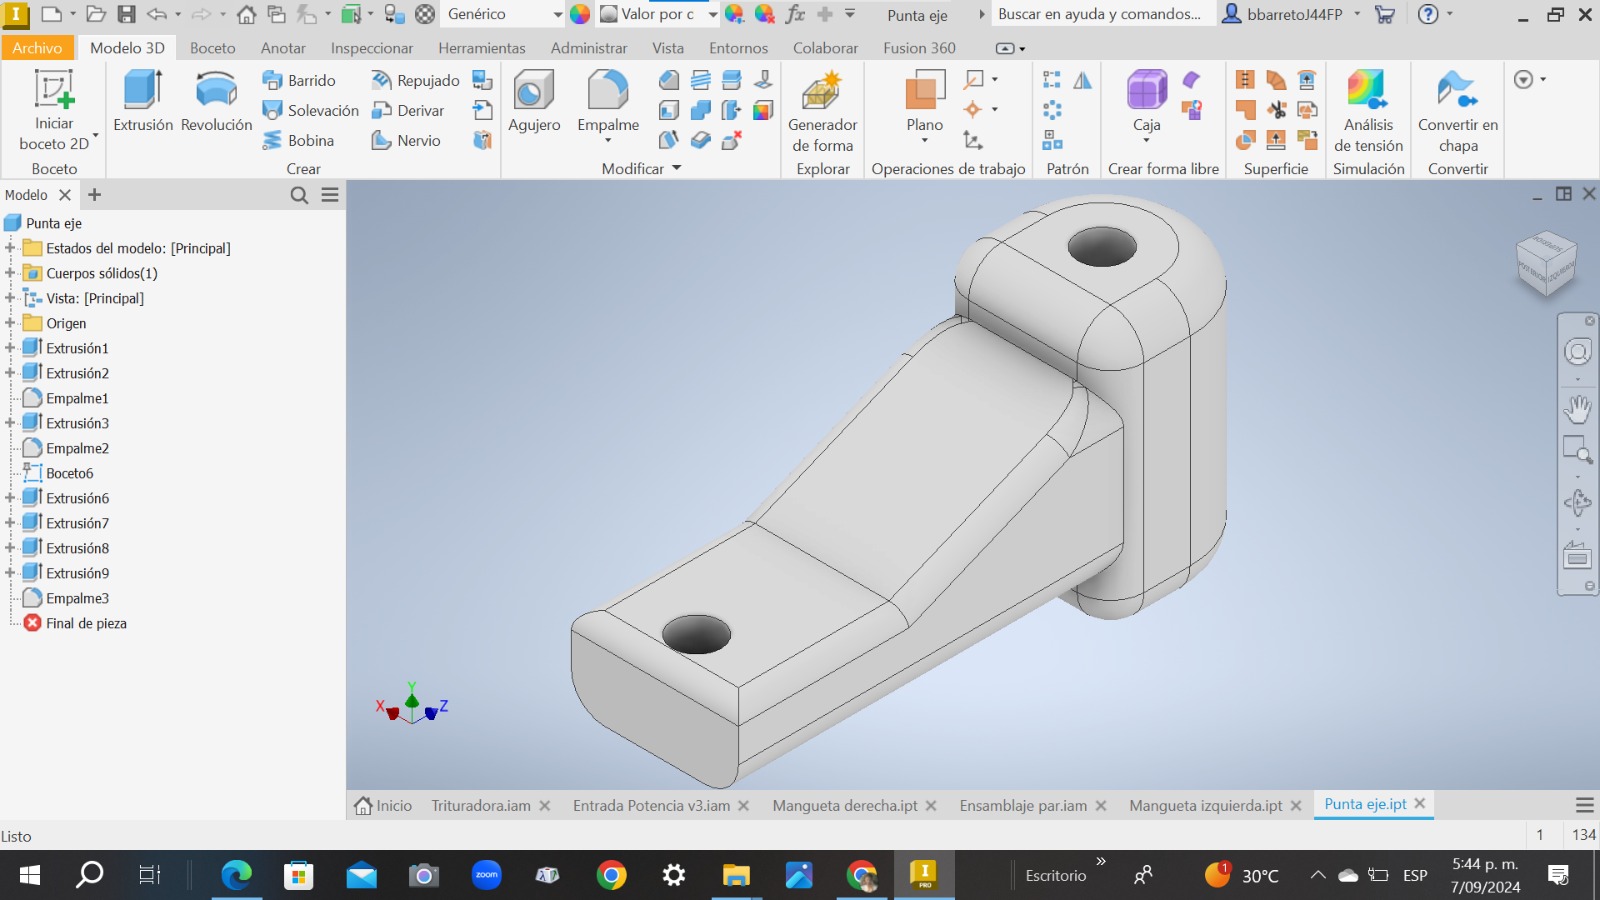 Genérico
Valor por c
fx
Punta eje
Buscar en ayuda y comandos...
bbarretoJ44FP
Archivo
Modelo 3D
Boceto
Anotar
Inspeccionar
Herramientas
Administrar
Vista
Entornos
Colaborar
Fusion 360
Iniciar
boceto 2D
Boceto
Extrusión
Revolución
Barrido
Solevación
Bobina
Repujado
Derivar
Nervio
Crear
Agujero
Empalme
Modificar
Generador
de forma
Explorar
Plano
Operaciones de trabajo
Patrón
Caja
Crear forma libre
Superficie
Análisis
de tensión
Simulación
Convertir en
chapa
Convertir
Modelo
Punta eje
Estados del modelo: [Principal]
Cuerpos sólidos(1)
Vista: [Principal]
Origen
Extrusión1
Extrusión2
Empalme1
Extrusión3
Empalme2
Boceto6
Extrusión6
Extrusión7
Extrusión8
Extrusión9
Empalme3
Final de pieza
X
Y
Z
Inicio
Trituradora.iam
Entrada Potencia v3.iam
Mangueta derecha.ipt
Ensamblaje par.iam
Mangueta izquierda.ipt
Punta eje.ipt
Listo
1
134
zoom
I
PRO
Escritorio
1
30°C
ESP
5:44 p. m.
7/09/2024